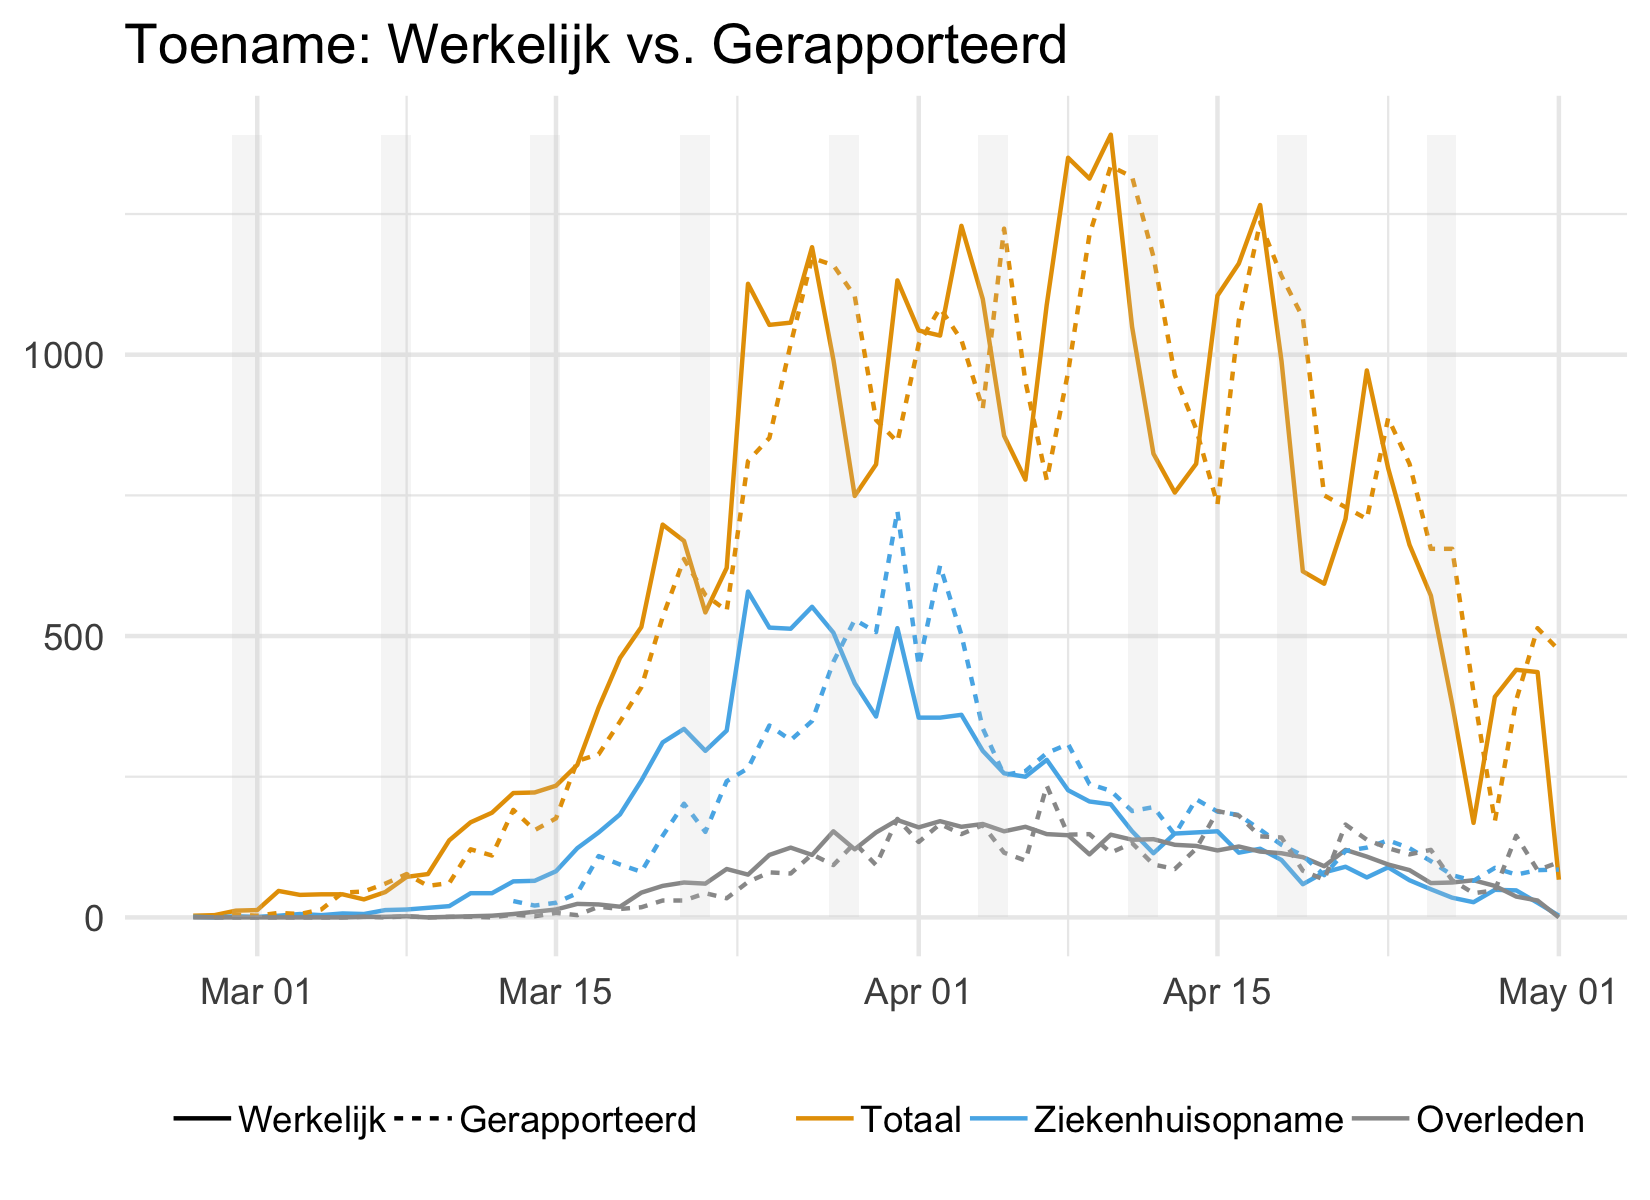 Toename: Werkelijk vs. Gerapporteerd
1000
500
0
Mar 01 Mar 15 Apr 01 Apr 15 May 01
Werkelijk Gerapporteerd Totaal Ziekenhuisopname Overleden